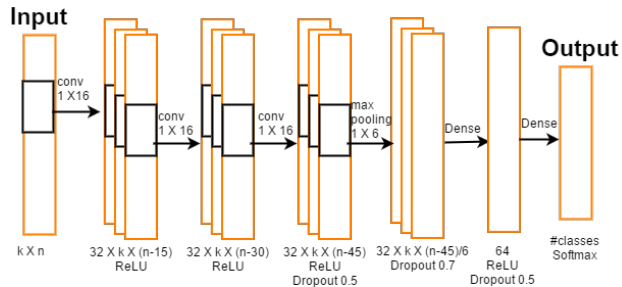 Input
Output
conv
1 X16
conv
1 X 16
conv
1 X 16
max
pooling
1 X 6
Dense
Dense
k X n
32 X k X (n-15)
ReLU
32 X k X (n-30)
ReLU
32 X k X (n-45)
ReLU
Dropout 0.5
32 X k X (n-45)/6
Dropout 0.7
64
ReLU
Dropout 0.5
#classes
Softmax